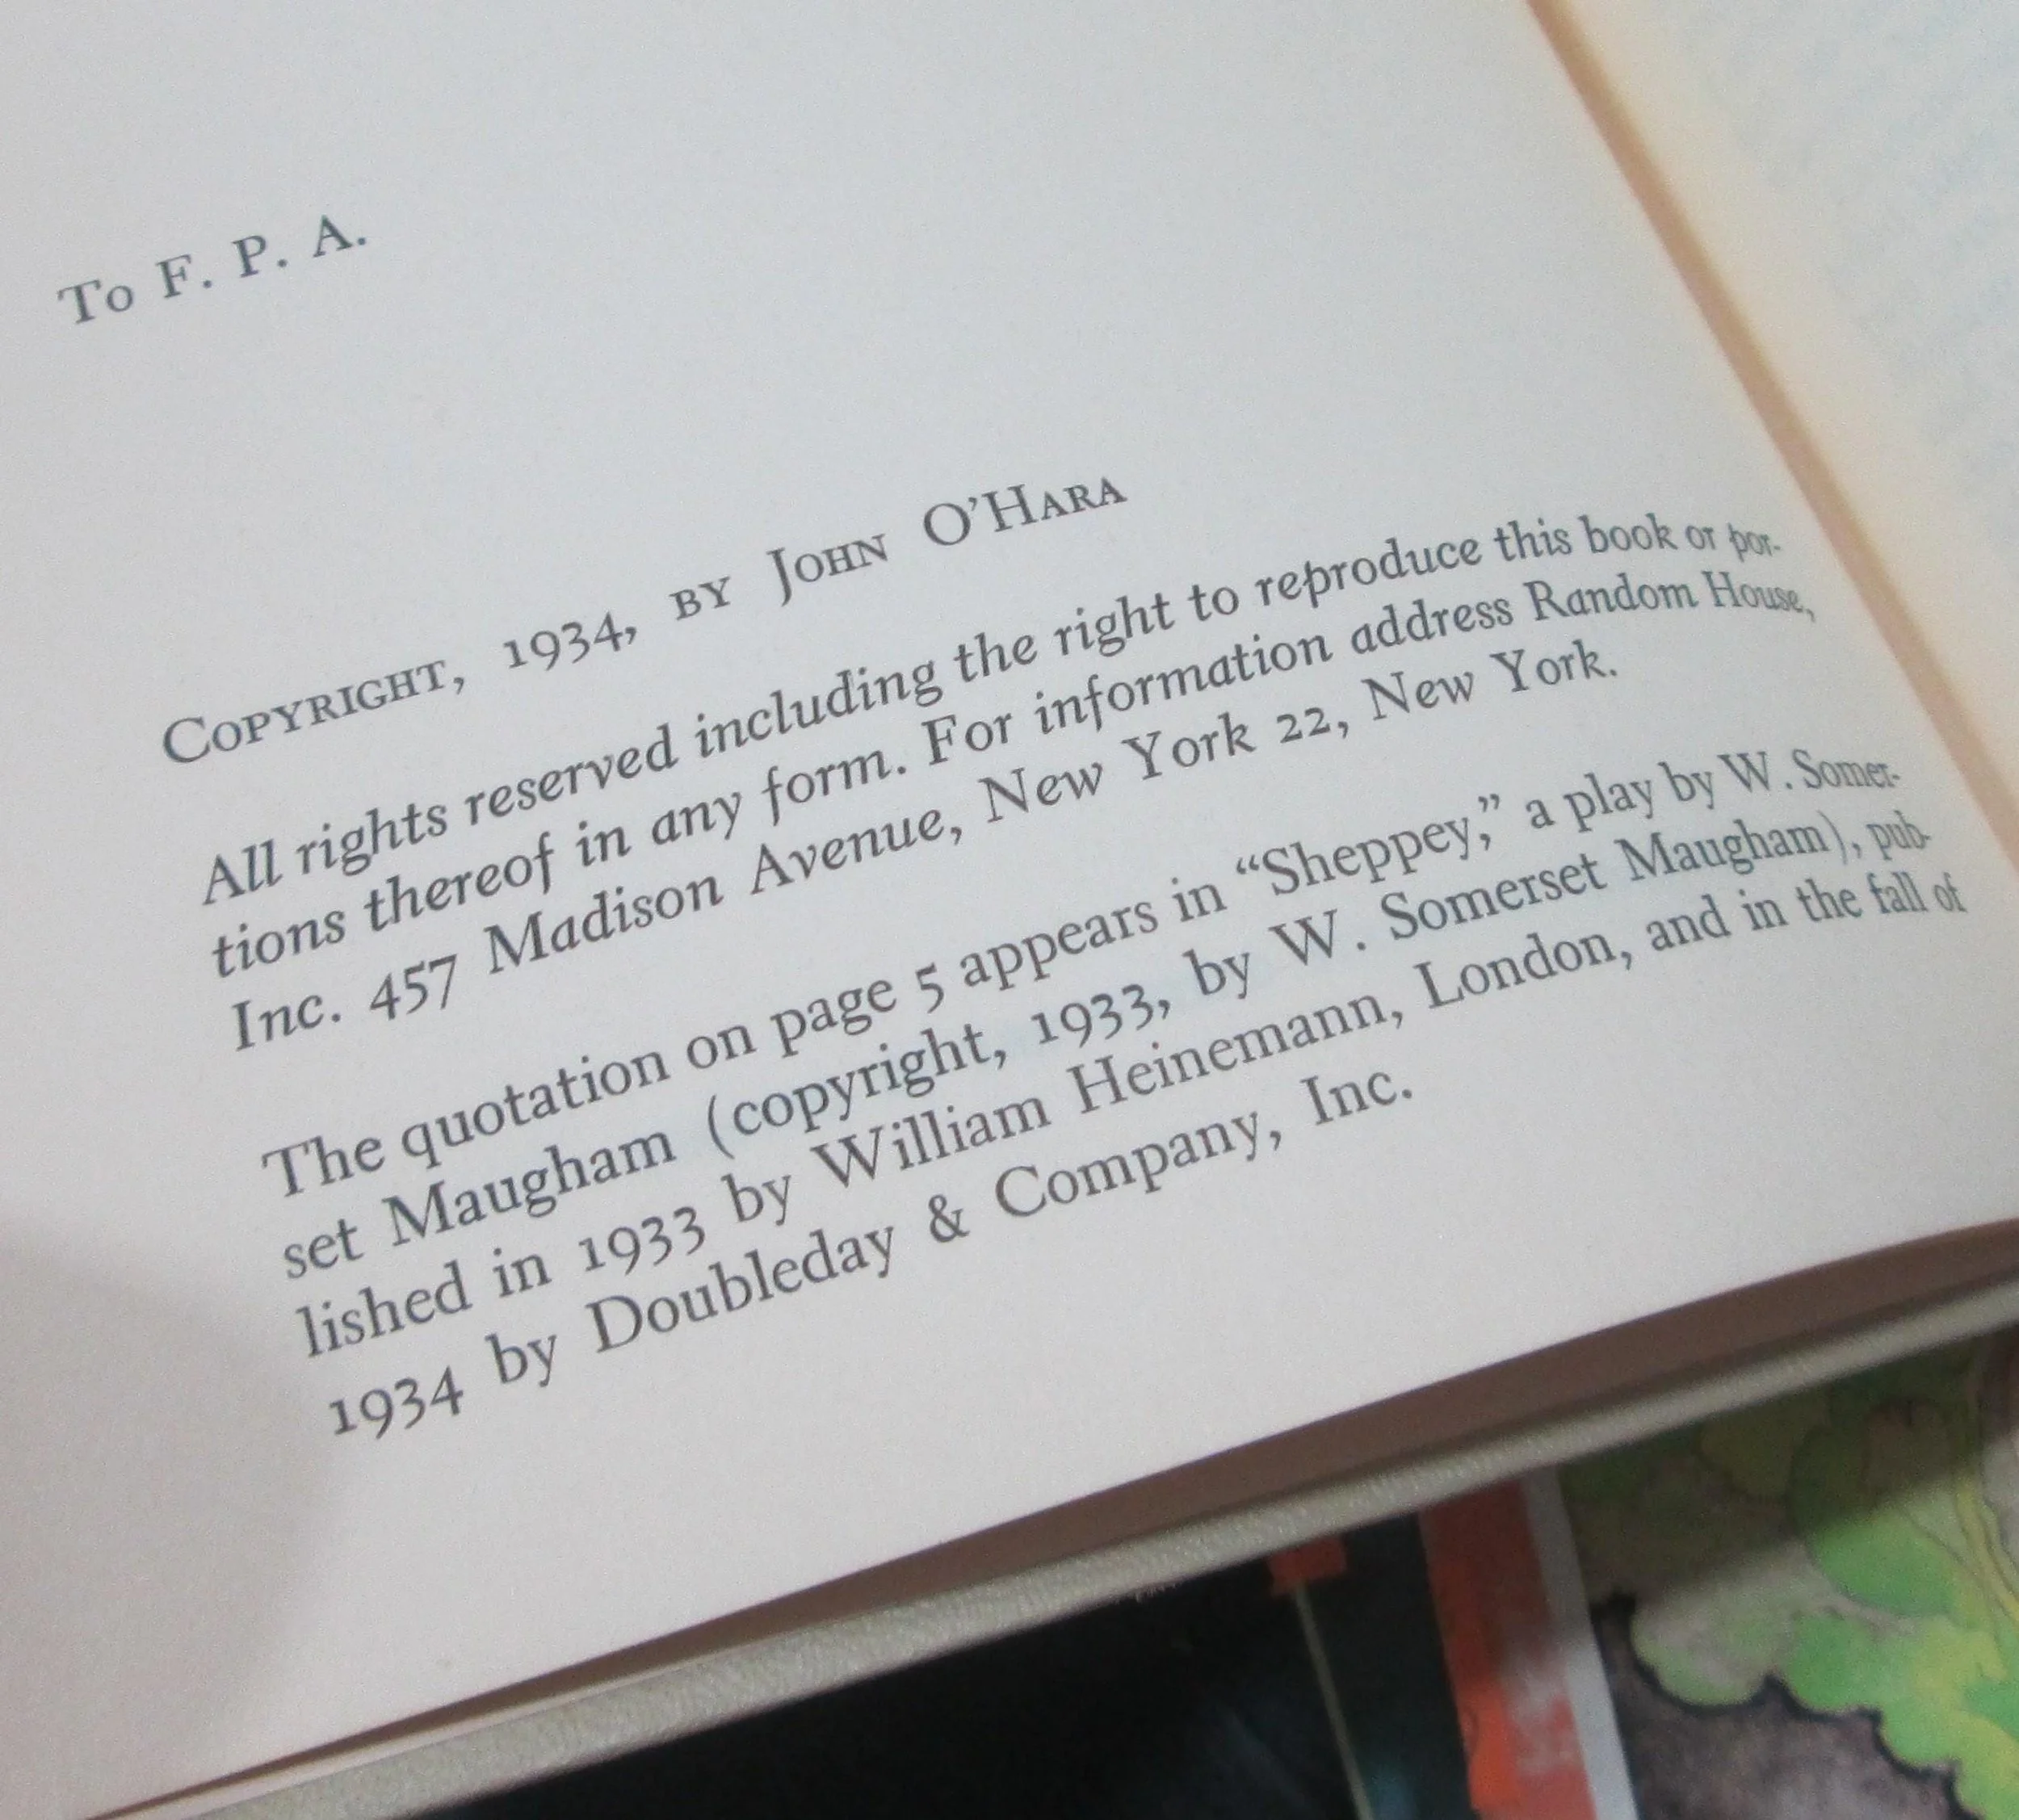 To F. P. A.
Copyright, 1934, by John O'Hara
All rights reserved including the right to reproduce this book or por-
tions thereof in any form. For information address Random House,
Inc. 457 Madison Avenue, New York 22, New York.
The quotation on page 5 appears in “Sheppey,” a play by W. Somer-
set Maugham (copyright, 1933, by W. Somerset Maugham), pub-
lished in 1933 by William Heinemann, London, and in the fall of
1934 by Doubleday & Company, Inc.